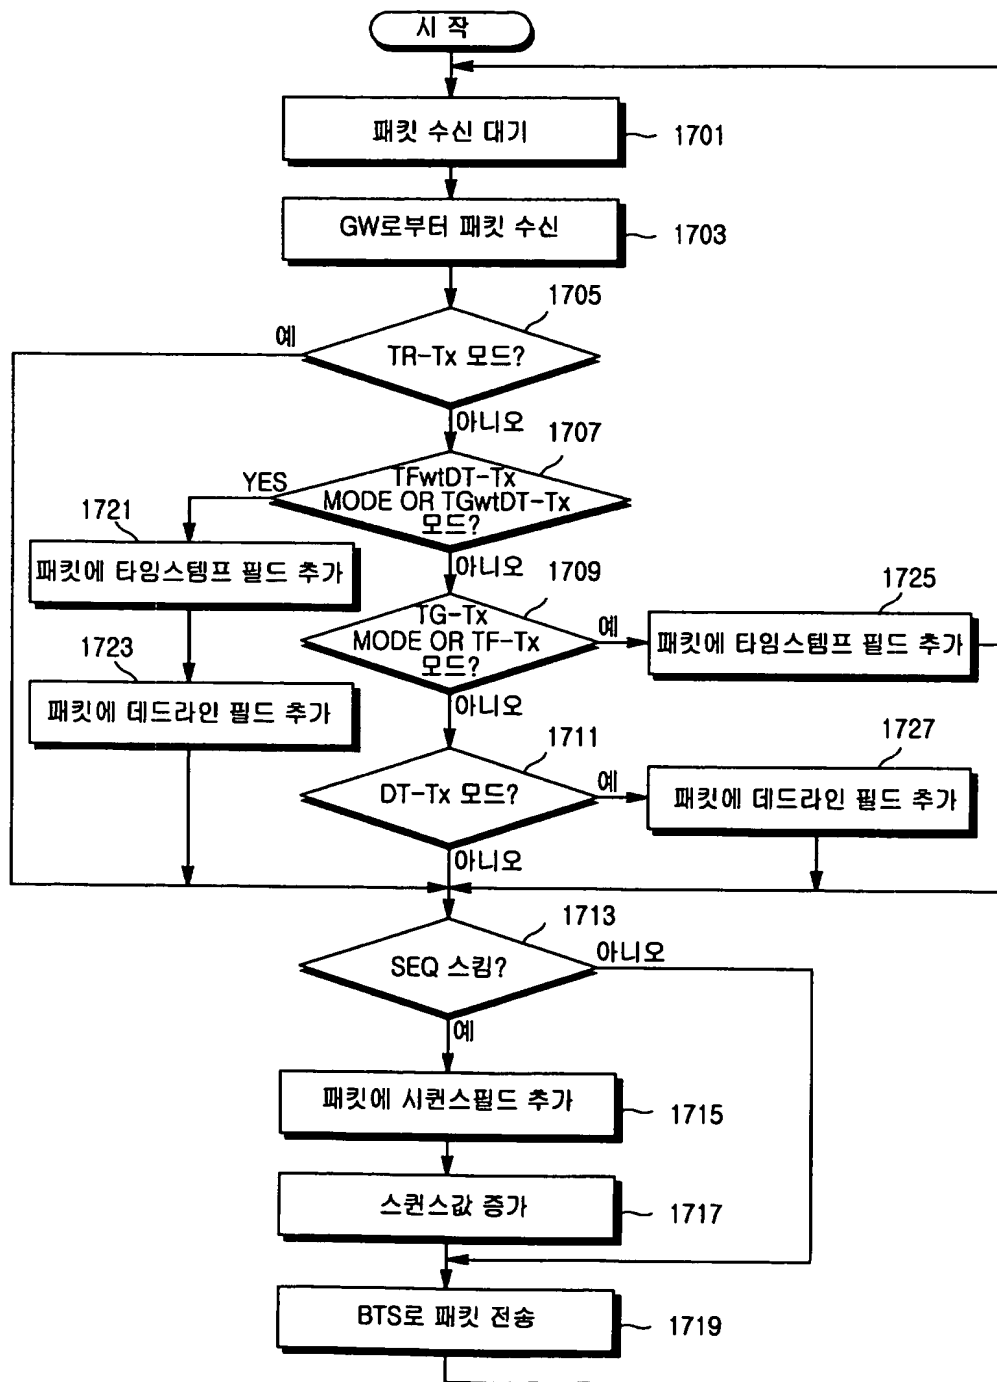 시 작
패킷 수신 대기
1701
GW로부터 패킷 수신
1703
1705
예
TR-Tx 모드?
아니오
1707
YES
TFwtDT-Tx
MODE OR TGwtDT-Tx
모드?
1721
패킷에 타임스템프 필드 추가
아니오
1709
TG-Tx
MODE OR TF-Tx
모드?
예
1725
패킷에 타임스템프 필드 추가
1723
패킷에 데드라인 필드 추가
아니오
1711
DT-Tx 모드?
예
1727
패킷에 데드라인 필드 추가
아니오
1713
SEQ 스킴?
아니오
예
패킷에 시퀀스필드 추가
1715
스퀀스값 증가
1717
BTS로 패킷 전송
1719